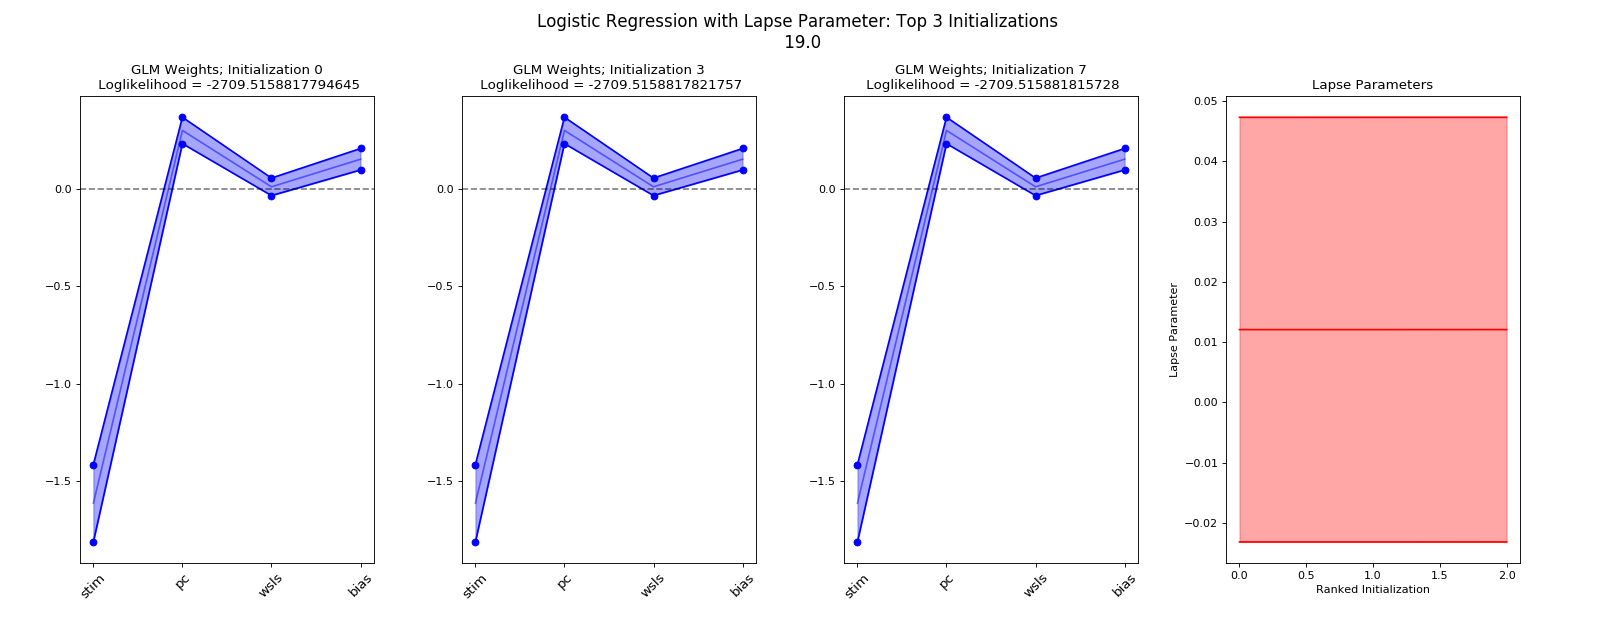 Logistic Regression with Lapse Parameter: Top 3 Initializations
19.0
GLM Weights; Initialization 0
Loglikelihood = -2709.5158817794645
0.0
−0.5
−1.0
−1.5
stim
pc
wsls
bias
GLM Weights; Initialization 3
Loglikelihood = -2709.5158817821757
0.0
−0.5
−1.0
−1.5
stim
pc
wsls
bias
GLM Weights; Initialization 7
Loglikelihood = -2709.515881815728
0.0
−0.5
−1.0
−1.5
stim
pc
wsls
bias
Lapse Parameters
Lapse Parameter
0.05
0.04
0.03
0.02
0.01
0.00
−0.01
−0.02
0.0 0.5 1.0 1.5 2.0
Ranked Initialization